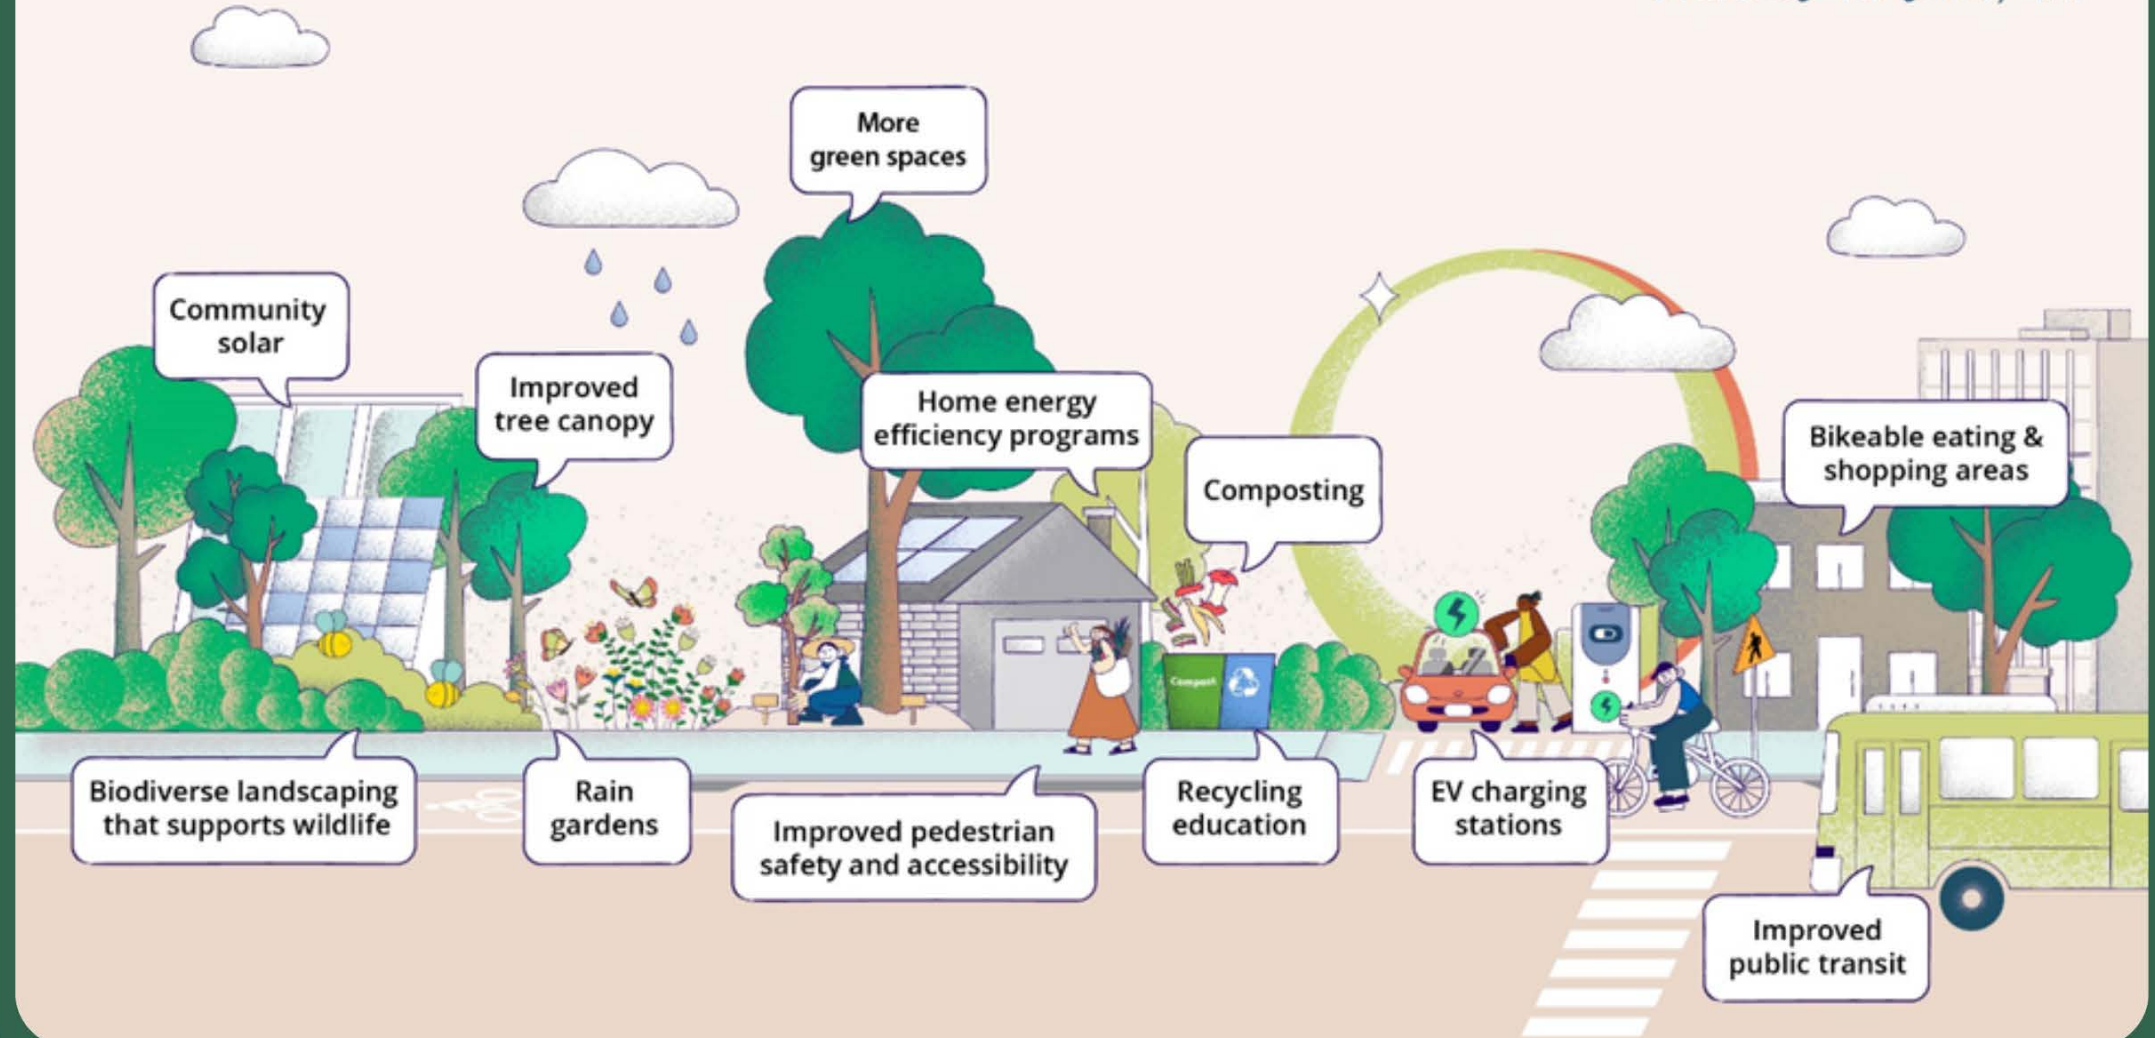 More
green spaces
Community
solar
Improved
tree canopy
Home energy
efficiency programs
Composting
Bikeable eating &
shopping areas
Compost
Biodiverse landscaping
that supports wildlife
Rain
gardens
Improved pedestrian
safety and accessibility
Recycling
education
EV charging
stations
Improved
public transit